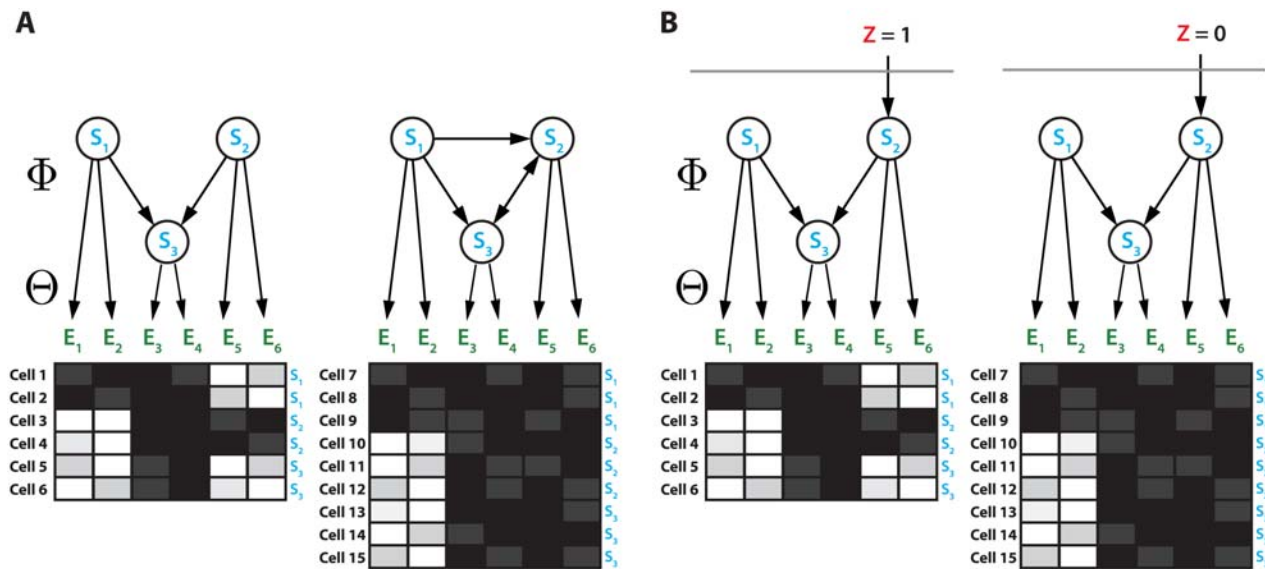 A
S₁ S₂
Φ
S₃
Θ
E₁ E₂ E₃ E₄ E₅ E₆
Cell 1 S₁
Cell 2 S₁
Cell 3 S₂
Cell 4 S₂
Cell 5 S₃
Cell 6 S₃
S₁ S₂
S₃
E₁ E₂ E₃ E₄ E₅ E₆
Cell 7 S₁
Cell 8 S₁
Cell 9 S₁
Cell 10 S₂
Cell 11 S₂
Cell 12 S₂
Cell 13 S₃
Cell 14 S₃
Cell 15 S₃
B
Z = 1
S₁ S₂
Φ
S₃
Θ
E₁ E₂ E₃ E₄ E₅ E₆
Cell 1 S₁
Cell 2 S₁
Cell 3 S₂
Cell 4 S₂
Cell 5 S₃
Cell 6 S₃
Z = 0
S₁ S₂
S₃
E₁ E₂ E₃ E₄ E₅ E₆
Cell 7 S
Cell 8 S
Cell 9 S
Cell 10 S
Cell 11 S
Cell 12 S
Cell 13 S
Cell 14 S
Cell 15 S